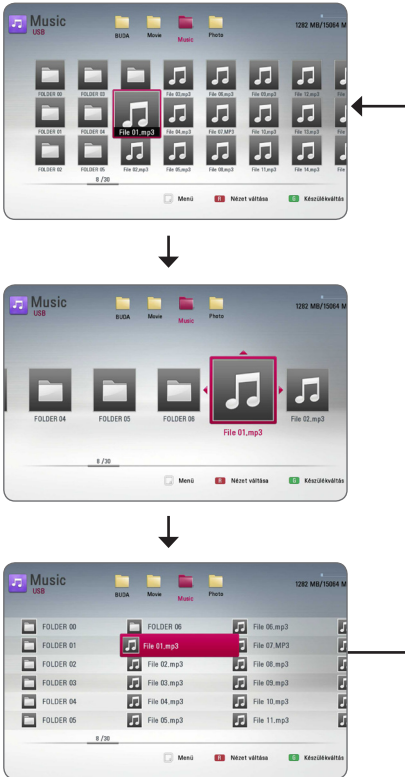 Music
USB
BUDA Movie Music Photo
1282 MB/15064 M
FOLDER 00 FOLDER 03 File 03.mp3 File 06.mp3 File 09.mp3 File 12.mp3 File
FOLDER 01 FOLDER 04 File 01.mp3 File 04.mp3 File 07.MP3 File 10.mp3 File 13.mp3 File
FOLDER 02 FOLDER 05 File 02.mp3 File 05.mp3 File 08.mp3 File 11.mp3 File 14.mp3 File
8 /30
Menü R Nézet váltása G Készülékváltás
Music
USB
BUDA Movie Music Photo
1282 MB/15064 M
FOLDER 04 FOLDER 05 FOLDER 06 File 01.mp3 File 02.mp3
8 /30
Menü R Nézet váltása G Készülékváltás
Music
USB
BUDA Movie Music Photo
1282 MB/15064 M
FOLDER 00 FOLDER 06 File 06.mp3
FOLDER 01 File 01.mp3 File 07.MP3
FOLDER 02 File 02.mp3 File 08.mp3
FOLDER 03 File 03.mp3 File 09.mp3
FOLDER 04 File 04.mp3 File 10.mp3
FOLDER 05 File 05.mp3 File 11.mp3
8 /30
Menü R Nézet váltása G Készülékváltás